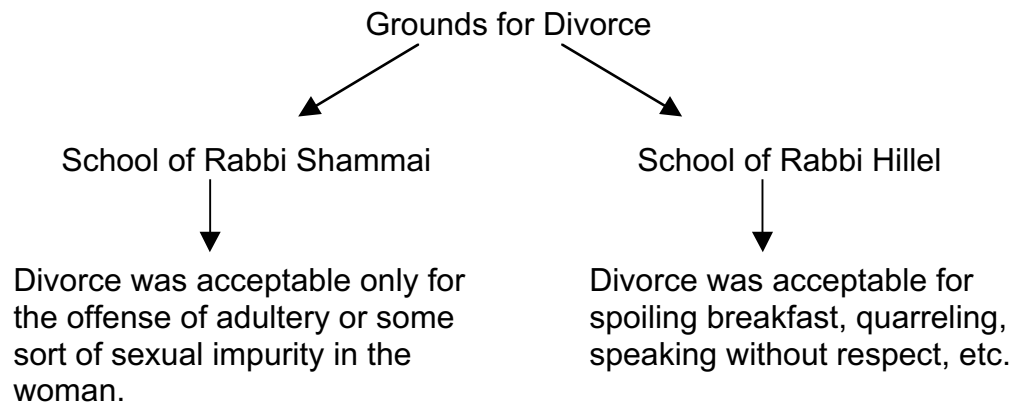 Grounds for Divorce
School of Rabbi Shammai
School of Rabbi Hillel
Divorce was acceptable only for
the offense of adultery or some
sort of sexual impurity in the
woman.
Divorce was acceptable for
spoiling breakfast, quarreling,
speaking without respect, etc.